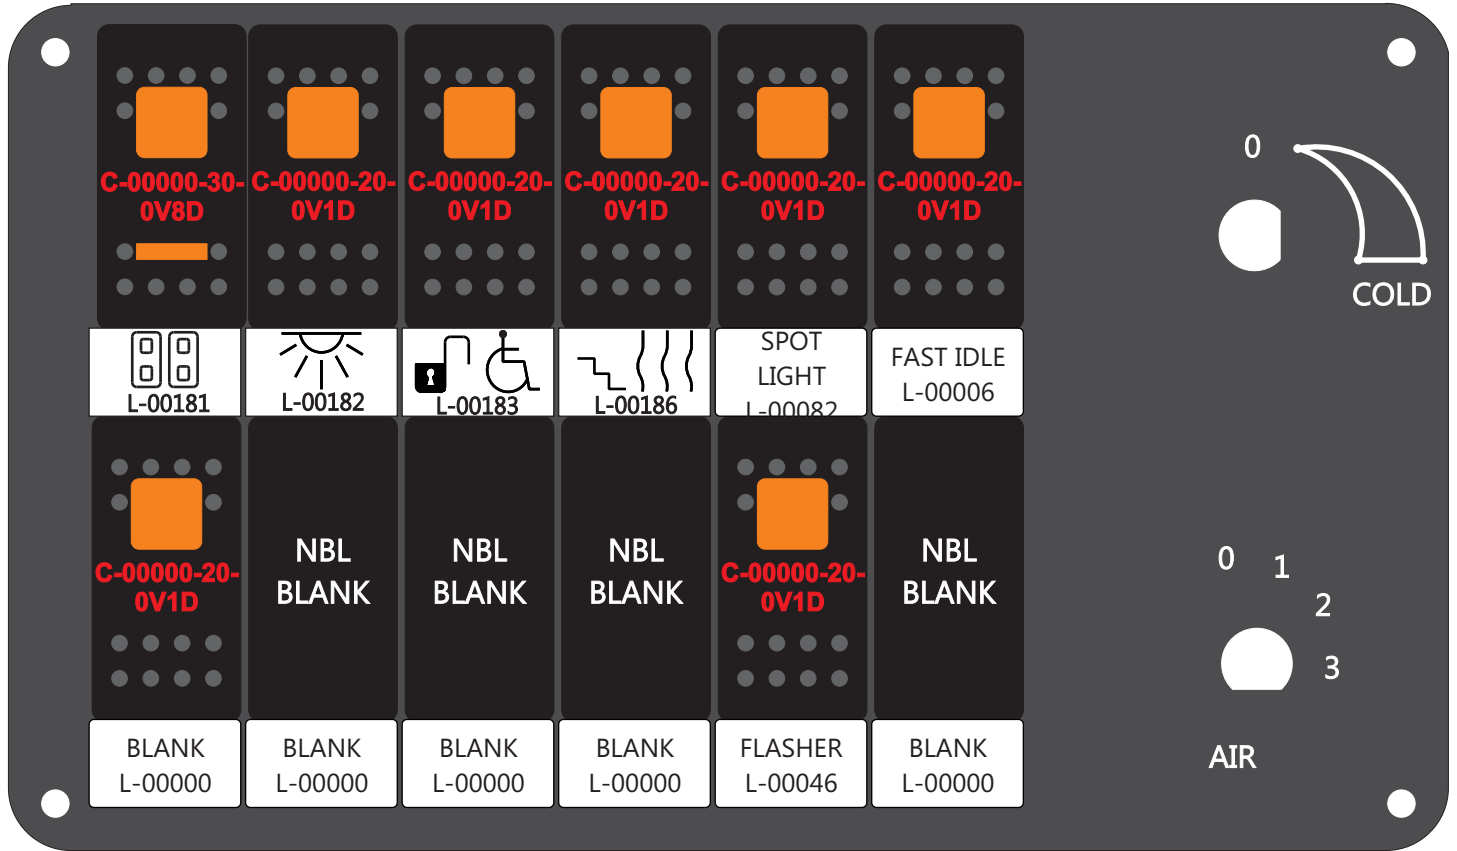 C-00000-30-
0V8D
C-00000-20-
0V1D
C-00000-20-
0V1D
C-00000-20-
0V1D
C-00000-20-
0V1D
C-00000-20-
0V1D
0
COLD
L-00181
L-00182
L-00183
L-00186
SPOT
LIGHT
L-00082
FAST IDLE
L-00006
C-00000-20-
0V1D
NBL
BLANK
NBL
BLANK
NBL
BLANK
C-00000-20-
0V1D
NBL
BLANK
0
1
2
3
AIR
BLANK
L-00000
BLANK
L-00000
BLANK
L-00000
BLANK
L-00000
FLASHER
L-00046
BLANK
L-00000